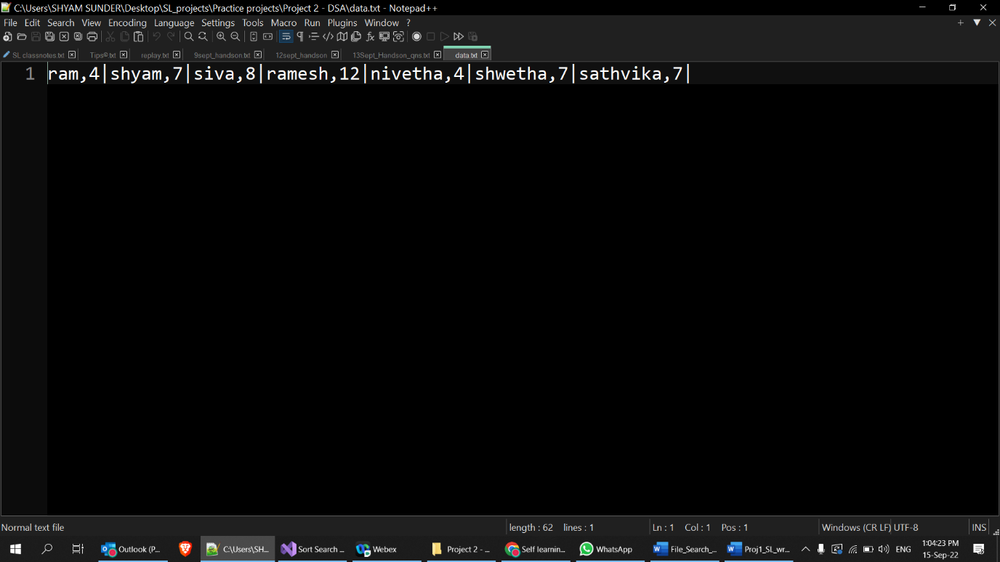 C:\Users\SHYAM SUNDER\Desktop\SL_projects\Practice projects\Project 2 - DSA\data.txt - Notepad++
File Edit Search View Encoding Language Settings Tools Macro Run Plugins Window ?
SL classnotes.txt Tips©.txt replay.txt 9sept_handson.txt 12sept_handson 13Sept_Handson_qns.txt data.txt
1 ram,4|shyam,7|siva,8|ramesh,12|nivetha,4|shwetha,7|sathvika,7|
Normal text file length : 62 lines : 1 Ln : 1 Col : 1 Pos : 1 Windows (CR LF) UTF-8 INS
Outlook (P... C:\Users\SH... Sort Search ... Webex Project 2 - ... Self learnin... WhatsApp File_Search_... Proj1_SL_wr... ENG 1:04:23 PM
15-Sep-22